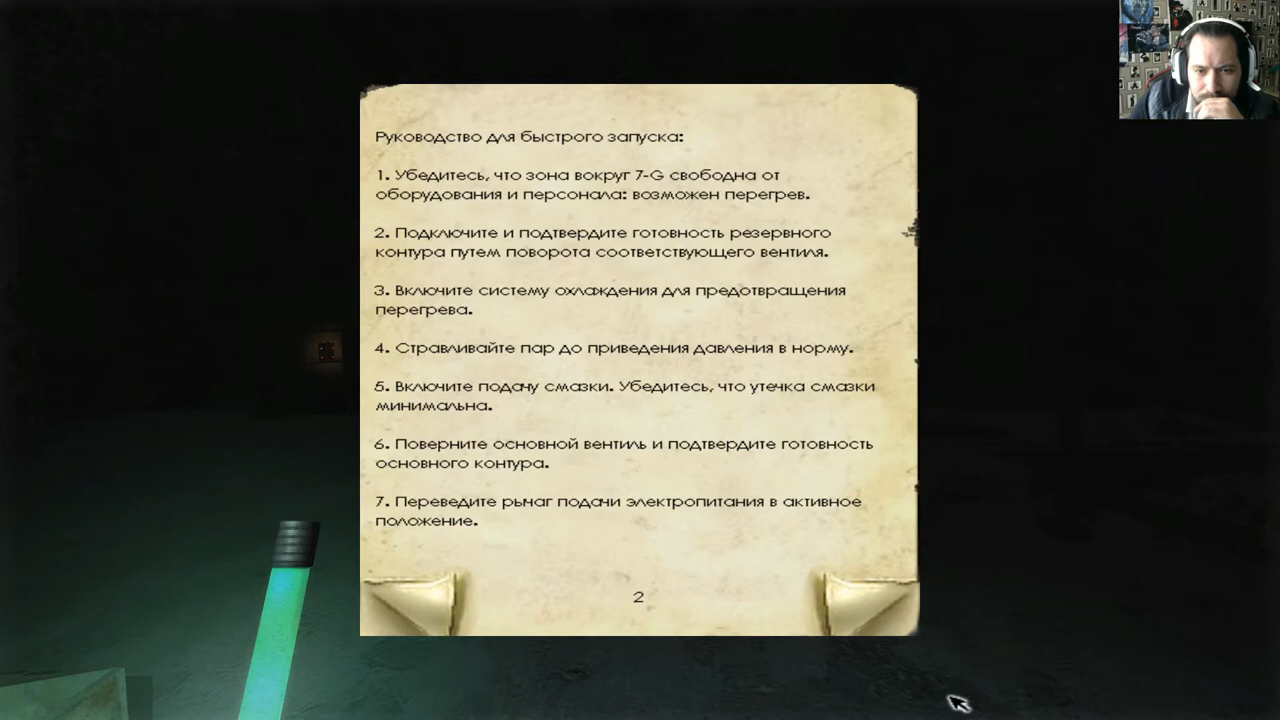 Руководство для быстрого запуска:
1. Убедитесь, что зона вокруг 7-G свободна от
оборудования и персонала: возможен перегрев.
2. Подключите и подтвердите готовность резервного
контура путем поворота соответствующего вентиля.
3. Включите систему охлаждения для предотвращения
перегрева.
4. Стравливайте пар до приведения давления в норму.
5. Включите подачу смазки. Убедитесь, что утечка смазки
минимальна.
6. Поверните основной вентиль и подтвердите готовность
основного контура.
7. Переведите рычаг подачи электропитания в активное
положение.
2